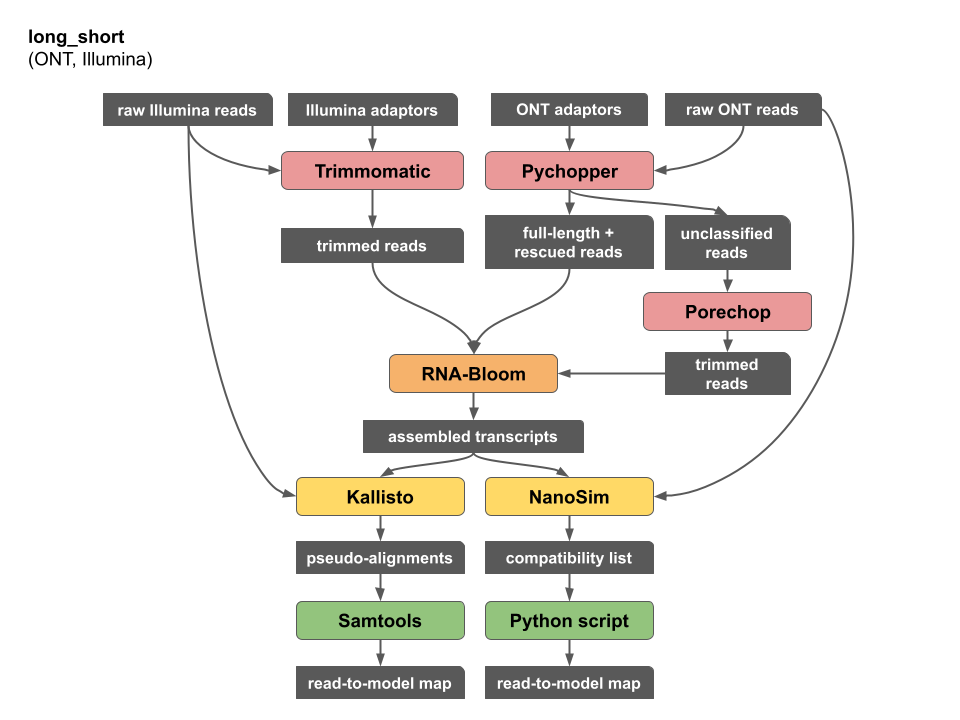 long_short
(ONT, Illumina)
raw Illumina reads
Illumina adaptors
ONT adaptors
raw ONT reads
Trimmomatic
Pychopper
trimmed reads
full-length +
rescued reads
unclassified
reads
Porechop
RNA-Bloom
trimmed
reads
assembled transcripts
Kallisto
NanoSim
pseudo-alignments
compatibility list
Samtools
Python script
read-to-model map
read-to-model map